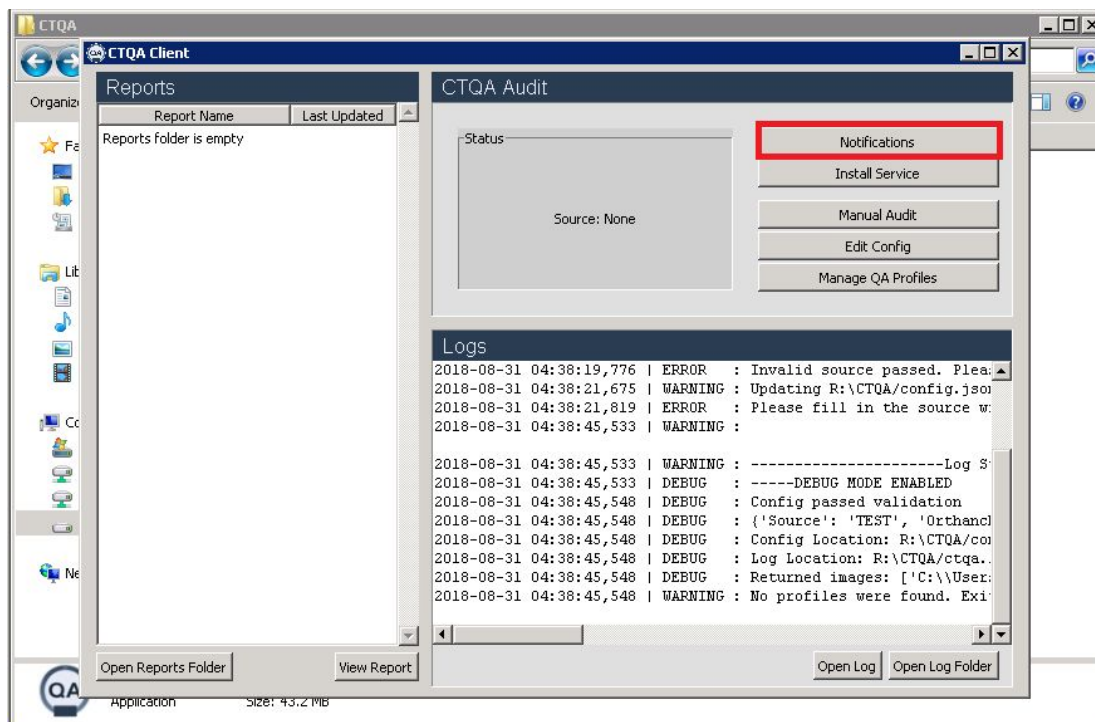 CTQA
CTQA Client
Organiz
Fa
Lib
Co
Ne
Reports
Report Name Last Updated
Reports folder is empty
Open Reports Folder View Report
CTQA Audit
Status
Source: None
Notifications
Install Service
Manual Audit
Edit Config
Manage QA Profiles
Logs
2018-08-31 04:38:19,776 | ERROR : Invalid source passed. Plea
2018-08-31 04:38:21,675 | WARNING : Updating R:\CTQA/config.json
2018-08-31 04:38:21,819 | ERROR : Please fill in the source w
2018-08-31 04:38:45,533 | WARNING :
2018-08-31 04:38:45,533 | WARNING : ----------------------Log S
2018-08-31 04:38:45,533 | DEBUG : -----DEBUG MODE ENABLED
2018-08-31 04:38:45,548 | DEBUG : Config passed validation
2018-08-31 04:38:45,548 | DEBUG : {'Source': 'TEST', 'Orthanc
2018-08-31 04:38:45,548 | DEBUG : Config Location: R:\CTQA/co
2018-08-31 04:38:45,548 | DEBUG : Log Location: R:\CTQA/ctqa.
2018-08-31 04:38:45,548 | DEBUG : Returned images: ['C:\\User
2018-08-31 04:38:45,548 | WARNING : No profiles were found. Exi
Open Log Open Log Folder
QA
Application Size: 43.2 MB